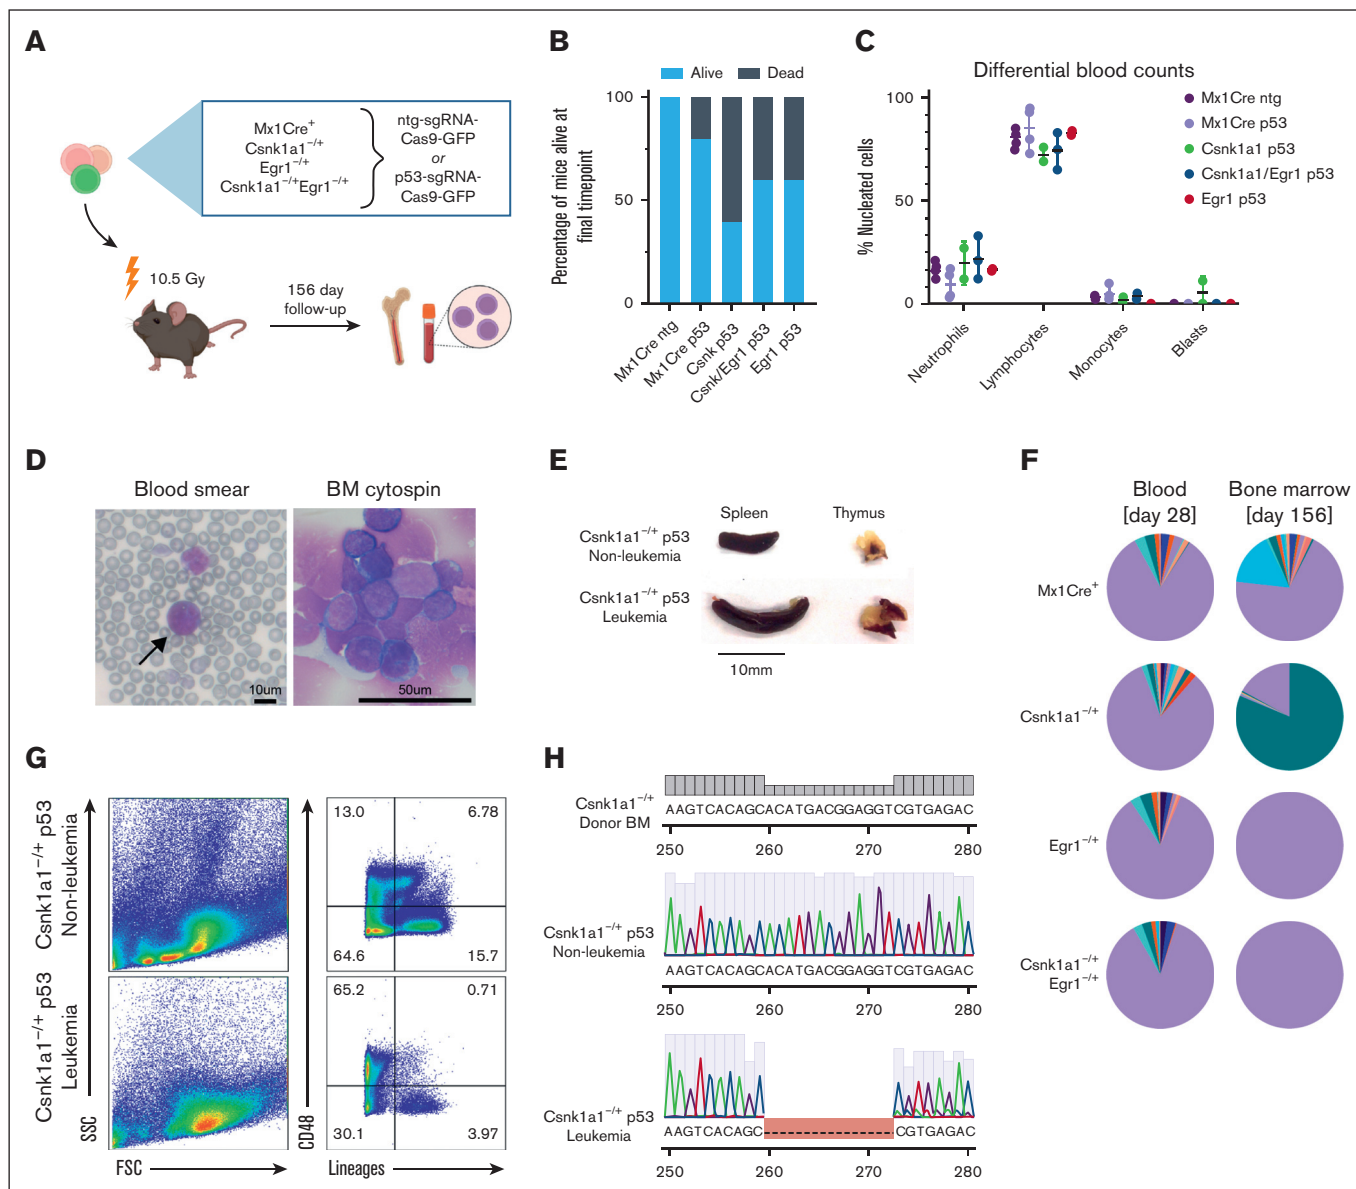 A
Mx1Cre+
Csnk1a1−/+
Egr1−/+
Csnk1a1−/+Egr1−/+
ntg-sgRNA-
Cas9-GFP
or
p53-sgRNA-
Cas9-GFP
10.5 Gy
156 day
follow-up
B
Alive
Dead
Percentage of mice alive at
final timepoint
100
50
0
Mx1Cre ntg
Mx1Cre p53
Csnk p53
Csnk/Egr1 p53
Egr1 p53
C
Differential blood counts
% Nucleated cells
100
50
0
Neutrophils
Lymphocytes
Monocytes
Blasts
Mx1Cre ntg
Mx1Cre p53
Csnk1a1 p53
Csnk1a1/Egr1 p53
Egr1 p53
D
Blood smear
BM cytospin
10um
50um
E
Spleen
Thymus
Csnk1a1−/+ p53
Non-leukemia
Csnk1a1−/+ p53
Leukemia
10mm
F
Blood
[day 28]
Bone marrow
[day 156]
Mx1Cre+
Csnk1a1−/+
Egr1−/+
Csnk1a1−/+
Egr1−/+
G
Csnk1a1−/+ p53
Non-leukemia
Csnk1a1−/+ p53
Leukemia
SSC
FSC
CD48
Lineages
13.0
6.78
64.6
15.7
65.2
0.71
30.1
3.97
H
Csnk1a1−/+
Donor BM
AAGTCACAGCACATGACGGAGGTCGTGAGAC
250
260
270
280
Csnk1a1−/+ p53
Non-leukemia
AAGTCACAGCACATGACGGAGGTCGTGAGAC
250
260
270
280
Csnk1a1−/+ p53
Leukemia
AAGTCACAGC-------------CGTGAGAC
250
260
270
280